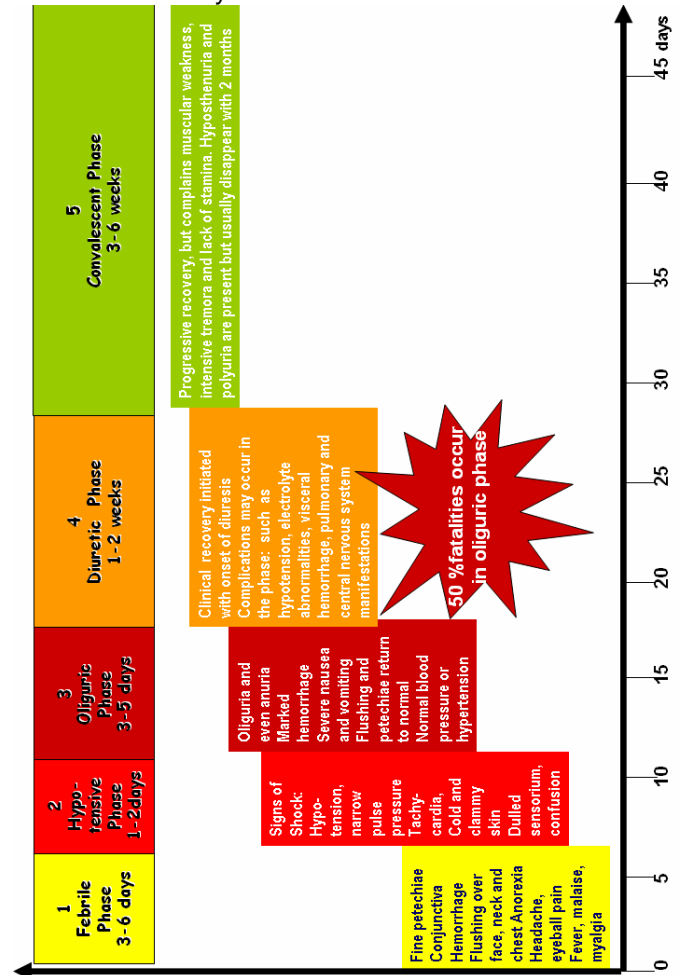 1
Febrile
Phase
3-6 days
2
Hypo-
tensive
Phase
1-2days
3
Oliguric
Phase
3-5 days
4
Diuretic Phase
1-2 weeks
5
Convalescent Phase
3-6 weeks
Fine petechiae
Conjunctiva
Hemorrhage
Flushing over
face, neck and
chest Anorexia
Headache,
eyeball pain
Fever, malaise,
myalgia
Signs of
Shock:
Hypo-
tension,
narrow
pulse
pressure
Tachy-
cardia,
Cold and
clammy
skin
Dulled
sensorium,
confusion
Oliguria and
even anuria
Marked
hemorrhage
Severe nausea
and vomiting
Flushing and
petechiae return
to normal
Normal blood
pressure or
hypertension
Clinical recovery initiated
with onset of diuresis
Complications may occur in
the phase: such as
hypotension, electrolyte
abnormalities, visceral
hemorrhage, pulmonary and
central nervous system
manifestations
Progressive recovery, but complains muscular weakness,
intensive tremora and lack of stamina. Hyposthenuria and
polyuria are present but usually disappear with 2 months
50 %fatalities occur
in oliguric phase
0
5
10
15
20
25
30
35
40
45 days